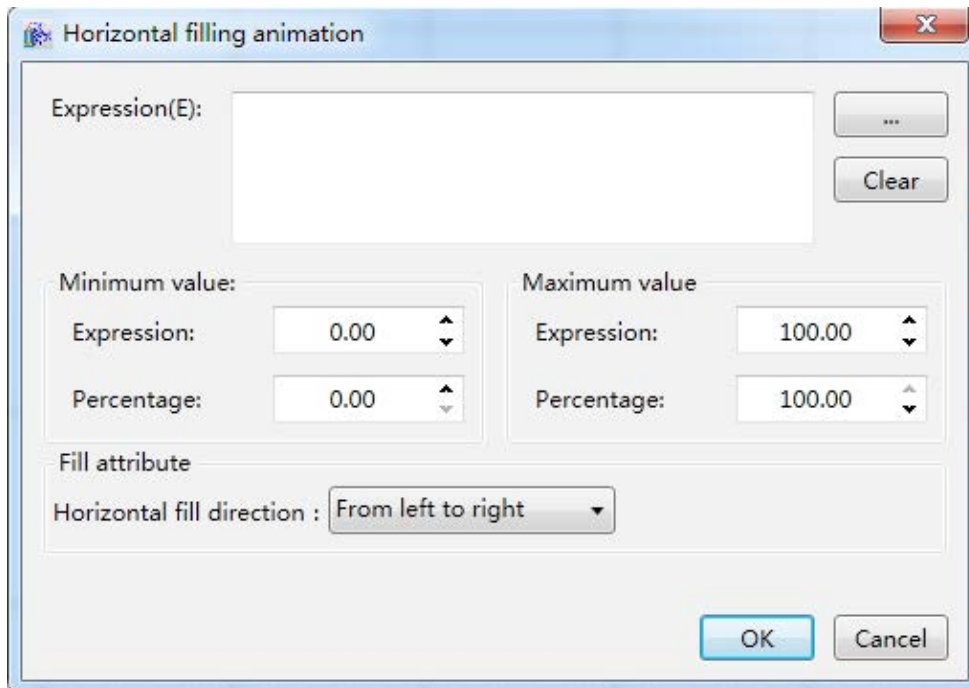 Horizontal filling animation
Expression(E):
...
Clear
Minimum value:
Maximum value
Expression: 0.00
Expression: 100.00
Percentage: 0.00
Percentage: 100.00
Fill attribute
Horizontal fill direction : From left to right
OK
Cancel